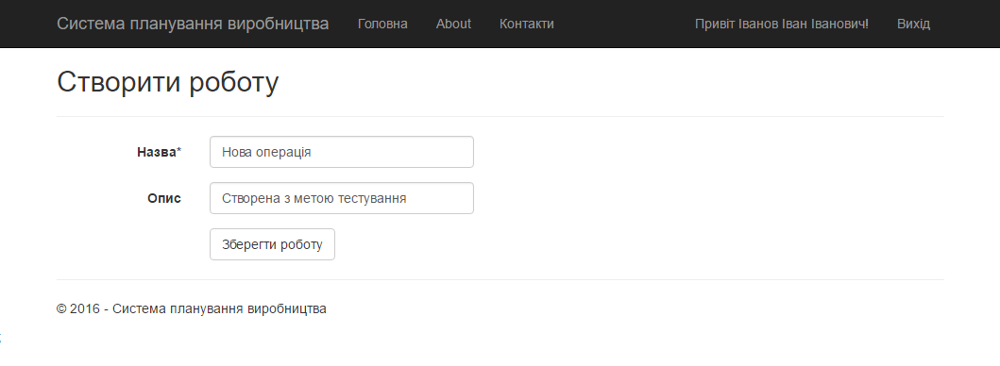 Система планування виробництва Головна About Контакти Привіт Іванов Іван Іванович! Вихід
Створити роботу
Назва* Нова операція
Опис Створена з метою тестування
Зберегти роботу
© 2016 - Система планування виробництва